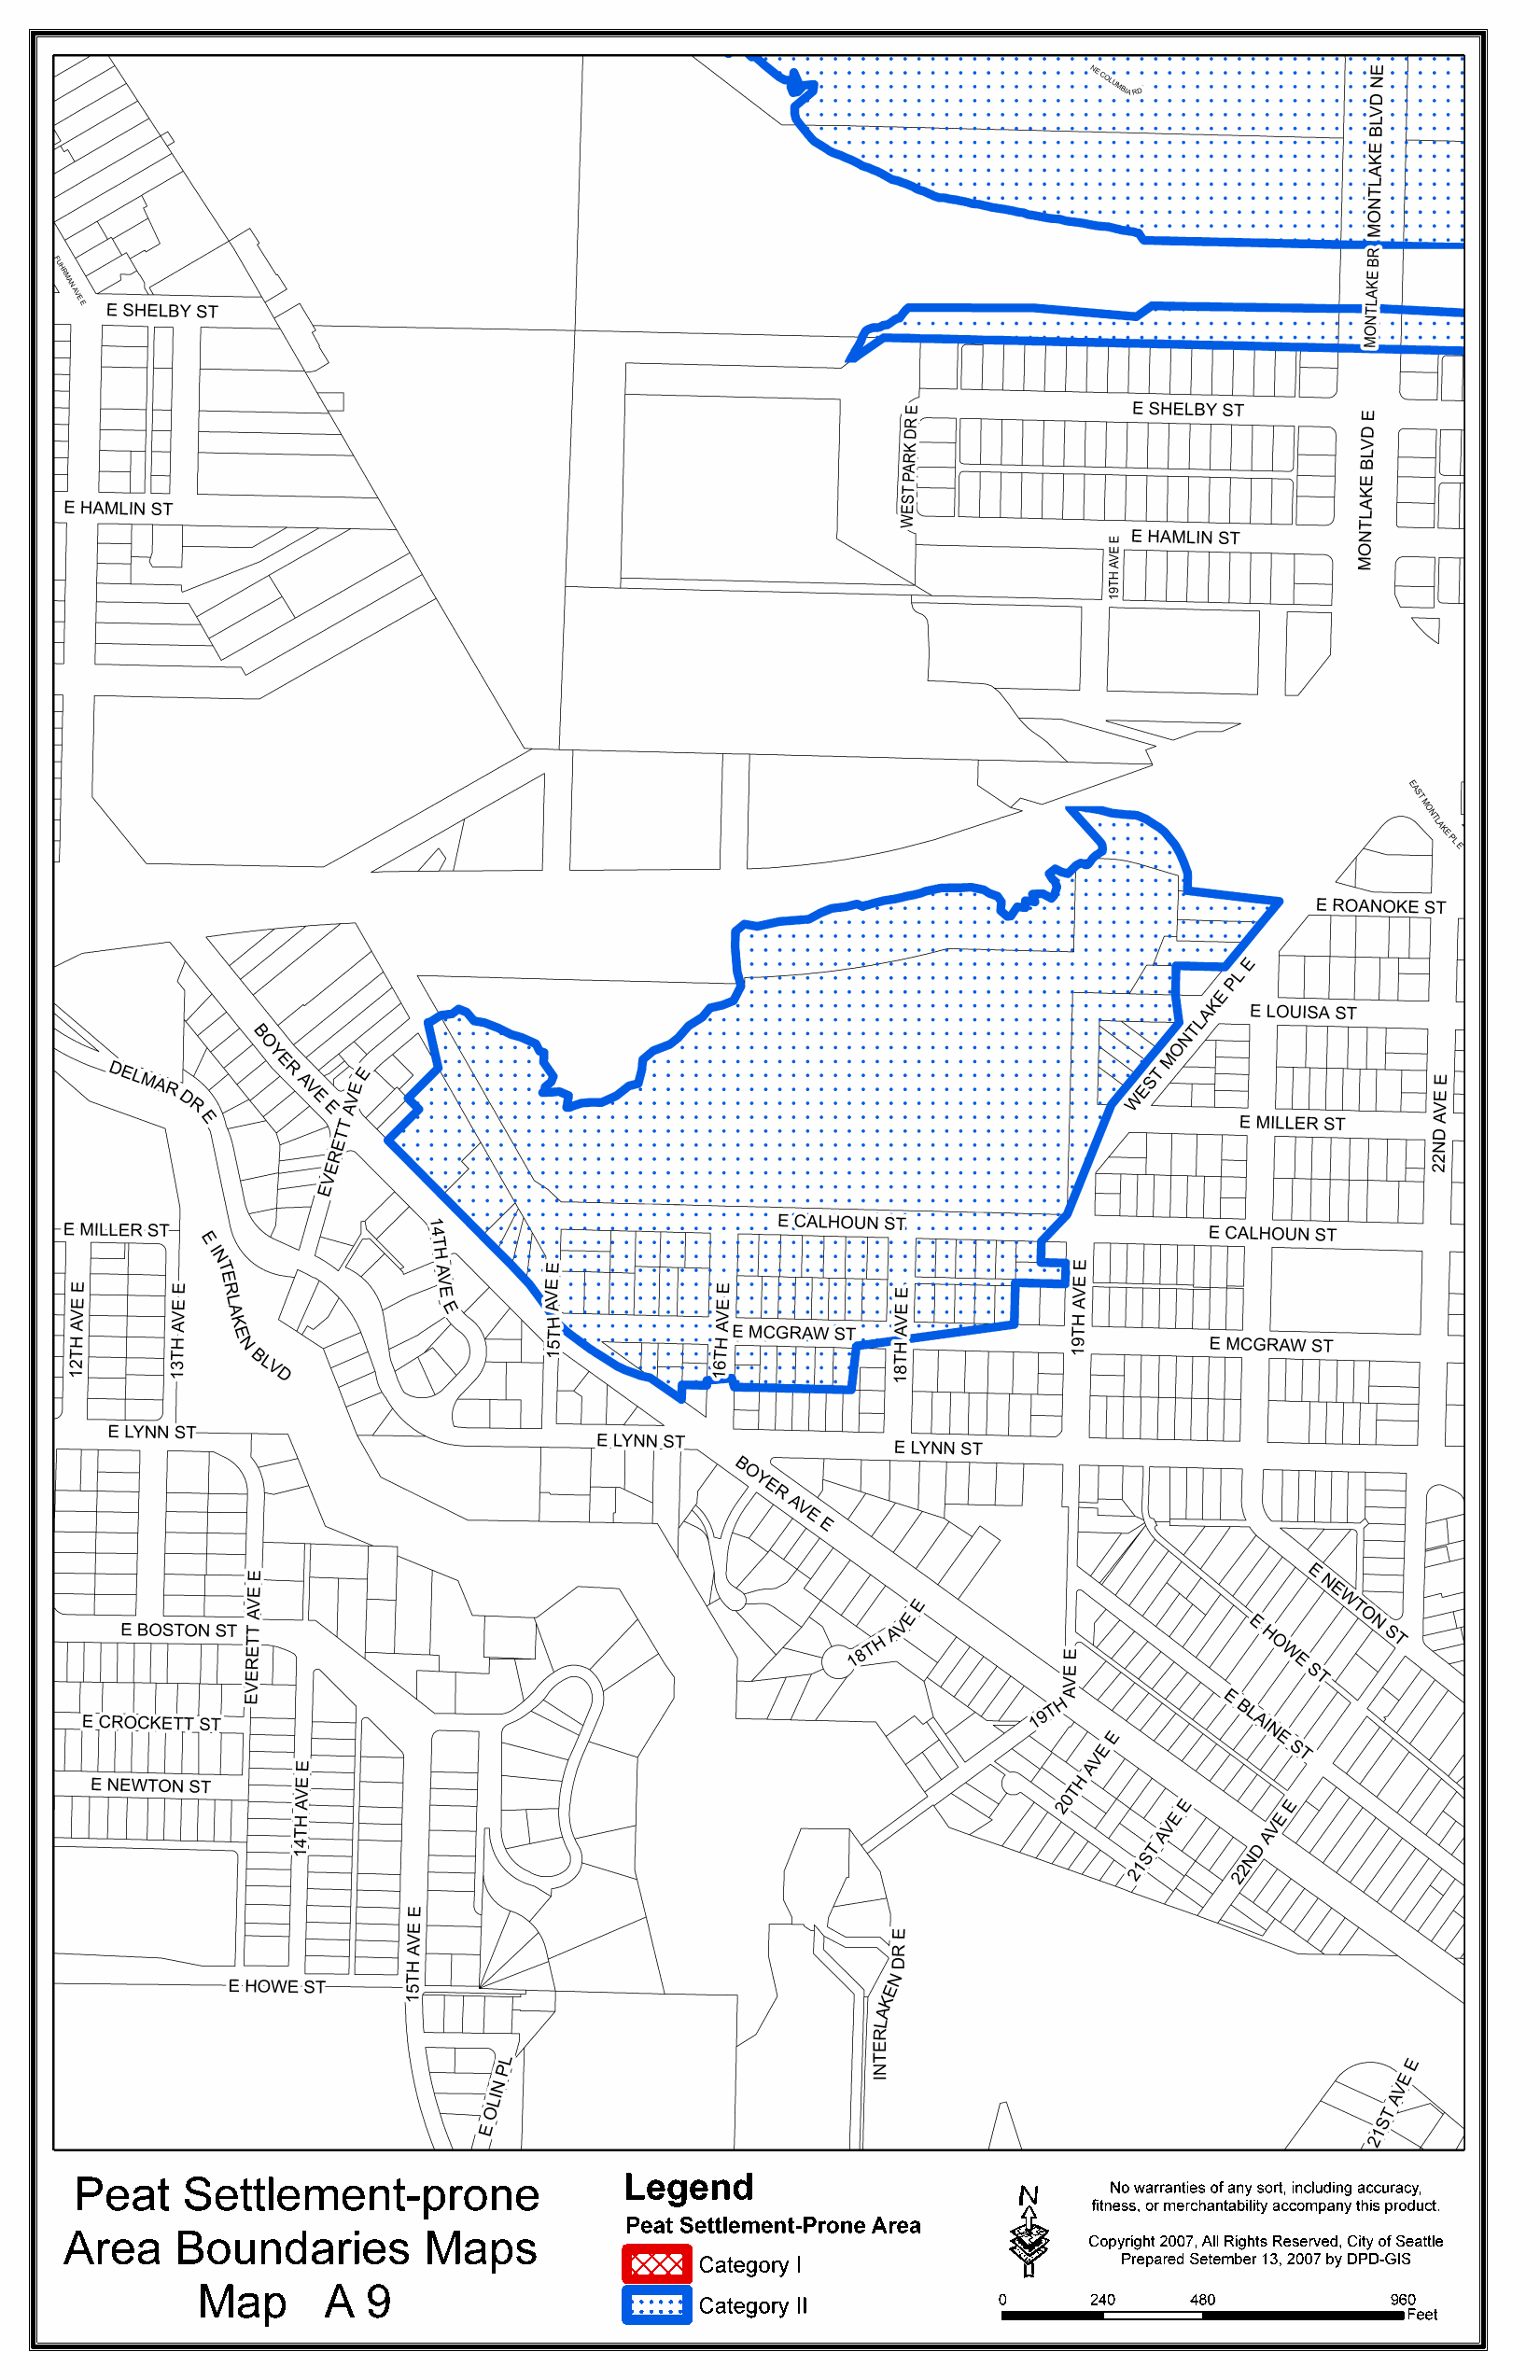 NE COLUMBIA RD
MONTLAKE BLVD NE
MONTLAKE BR
FUHRMAN AVE E
E SHELBY ST
E SHELBY ST
WEST PARK DR E
MONTLAKE BLVD E
E HAMLIN ST
E HAMLIN ST
19TH AVE E
EAST MONTLAKE PL E
E ROANOKE ST
WEST MONTLAKE PL E
E LOUISA ST
BOYER AVE E
DELMAR DR E
EVERETT AVE E
E MILLER ST
22ND AVE E
E MILLER ST
E INTERLAKEN BLVD
14TH AVE E
E CALHOUN ST
E CALHOUN ST
12TH AVE E
13TH AVE E
15TH AVE E
16TH AVE E
18TH AVE E
19TH AVE E
E MCGRAW ST
E MCGRAW ST
E LYNN ST
E LYNN ST
E LYNN ST
BOYER AVE E
E NEWTON ST
E HOWE ST
E BLAINE ST
EVERETT AVE E
E BOSTON ST
18TH AVE E
19TH AVE E
E CROCKETT ST
E NEWTON ST
14TH AVE E
20TH AVE E
21ST AVE E
22ND AVE E
15TH AVE E
E HOWE ST
INTERLAKEN DR E
E OLIN PL
21ST AVE E
Peat Settlement-prone
Area Boundaries Maps
Map A 9
Legend
Peat Settlement-Prone Area
Category I
Category II
N
No warranties of any sort, including accuracy,
fitness, or merchantability accompany this product.
Copyright 2007, All Rights Reserved, City of Seattle
Prepared Setember 13, 2007 by DPD-GIS
0 240 480 960
Feet